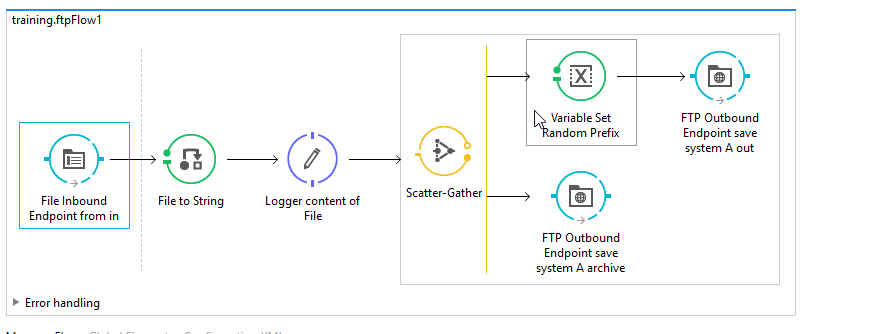 training.ftpFlow1
File Inbound
Endpoint from in
File to String
Logger content of
File
Scatter-Gather
Variable Set
Random Prefix
FTP Outbound
Endpoint save
system A out
FTP Outbound
Endpoint save
system A archive
Error handling